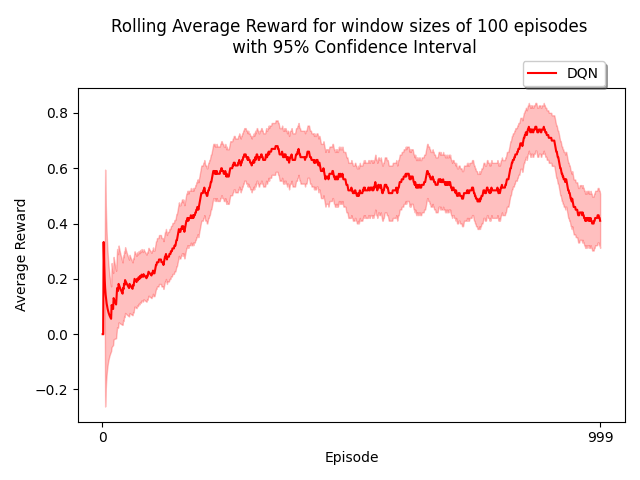 Rolling Average Reward for window sizes of 100 episodes
with 95% Confidence Interval
DQN
0.8
0.6
0.4
0.2
0.0
−0.2
Average Reward
0
999
Episode